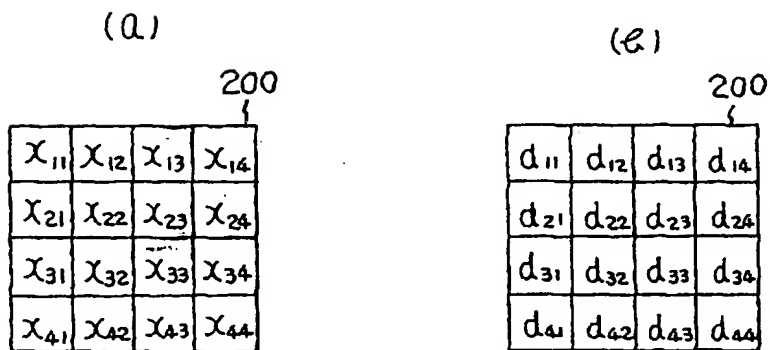 (a)
(b)
200
200
x₁₁ x₁₂ x₁₃ x₁₄
x₂₁ x₂₂ x₂₃ x₂₄
x₃₁ x₃₂ x₃₃ x₃₄
x₄₁ x₄₂ x₄₃ x₄₄
d₁₁ d₁₂ d₁₃ d₁₄
d₂₁ d₂₂ d₂₃ d₂₄
d₃₁ d₃₂ d₃₃ d₃₄
d₄₁ d₄₂ d₄₃ d₄₄